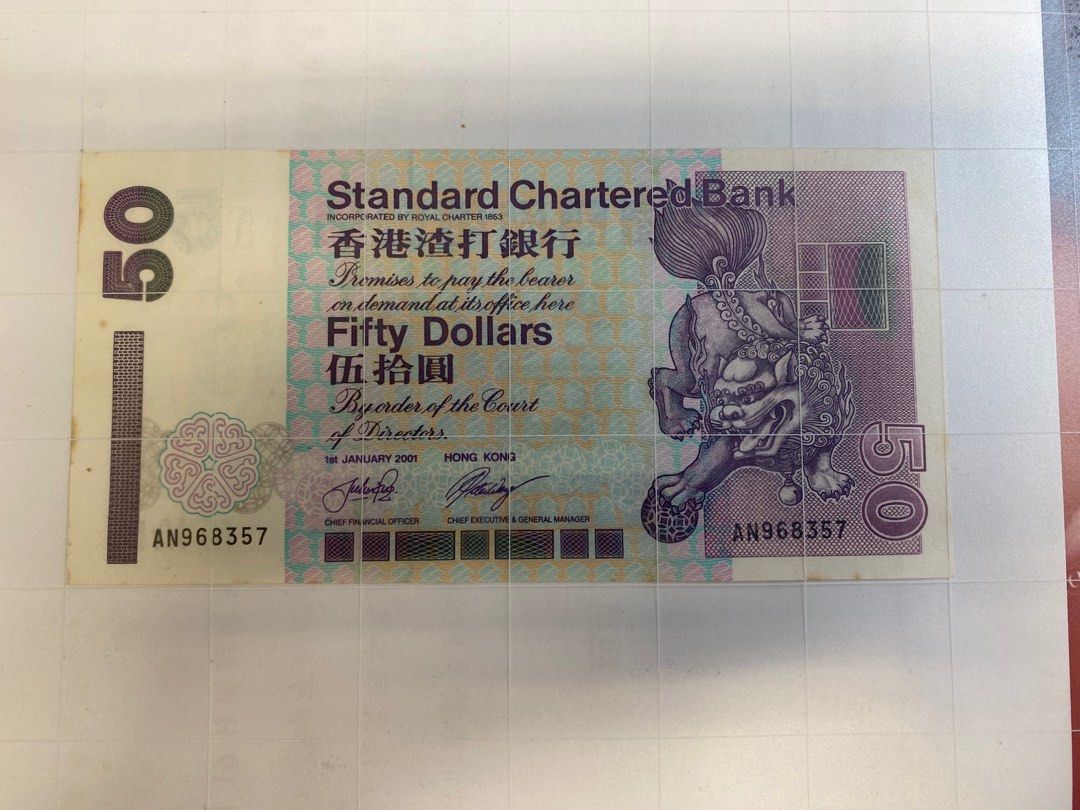 50
Standard Chartered Bank
INCORPORATED BY ROYAL CHARTER 1853
香港渣打銀行
Promises to pay the bearer
on demand at its office here
Fifty Dollars
伍拾圓
By order of the Court
of Directors.
1st JANUARY 2001 HONG KONG
CHIEF FINANCIAL OFFICER CHIEF EXECUTIVE & GENERAL MANAGER
AN968357
AN968357
50